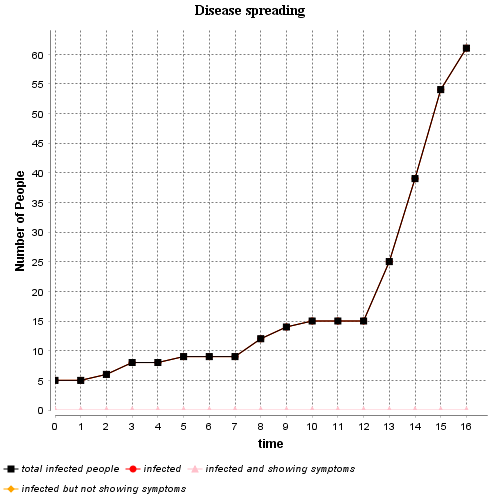 Disease spreading
60
55
50
45
40
35
30
25
20
15
10
5
0
Number of People
0 1 2 3 4 5 6 7 8 9 10 11 12 13 14 15 16
time
total infected people infected infected and showing symptoms
infected but not showing symptoms